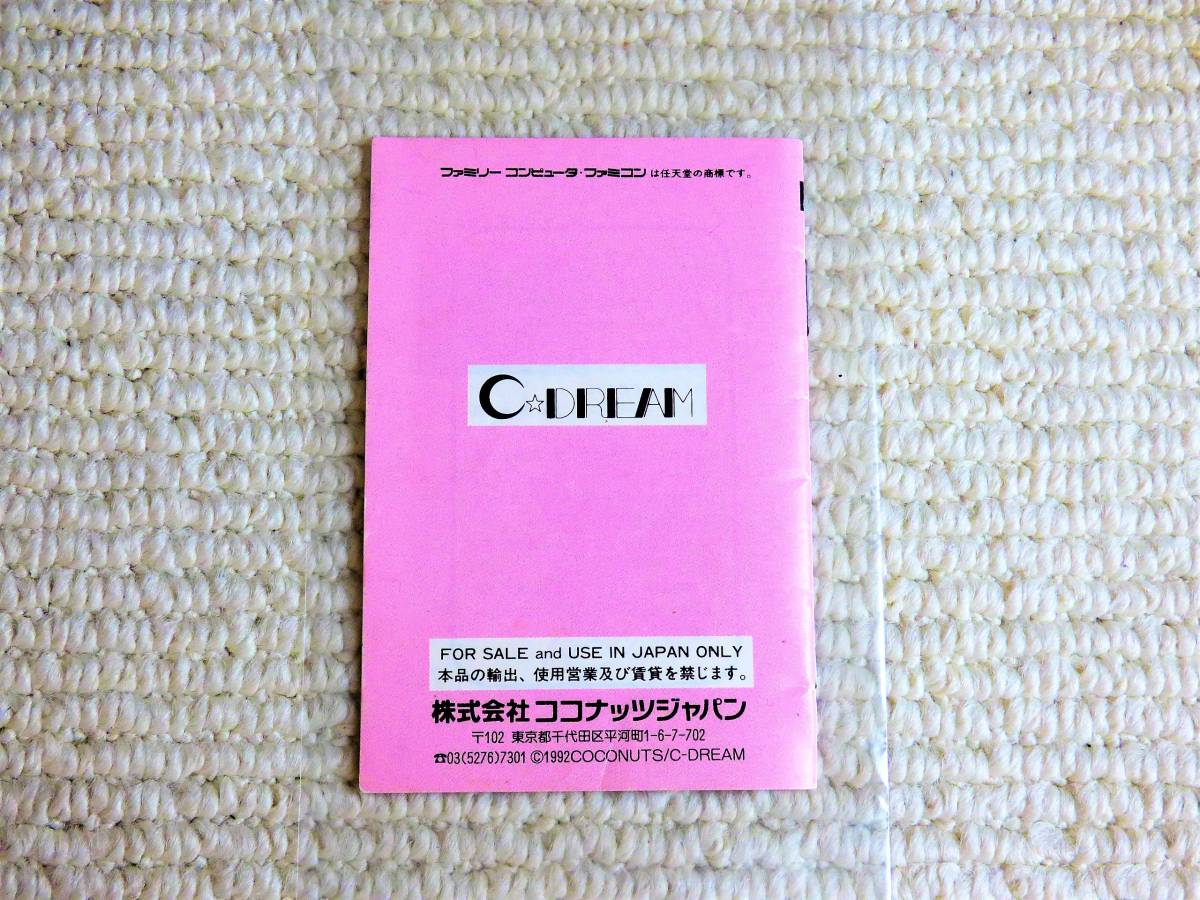 ファミリー コンピュータ・ファミコン は任天堂の商標です。
C☆DREAM
FOR SALE and USE IN JAPAN ONLY
本品の輸出、使用営業及び賃貸を禁じます。
株式会社 ココナッツジャパン
〒102 東京都千代田区平河町1-6-7-702
☎03(5276)7301 ©1992COCONUTS/C-DREAM